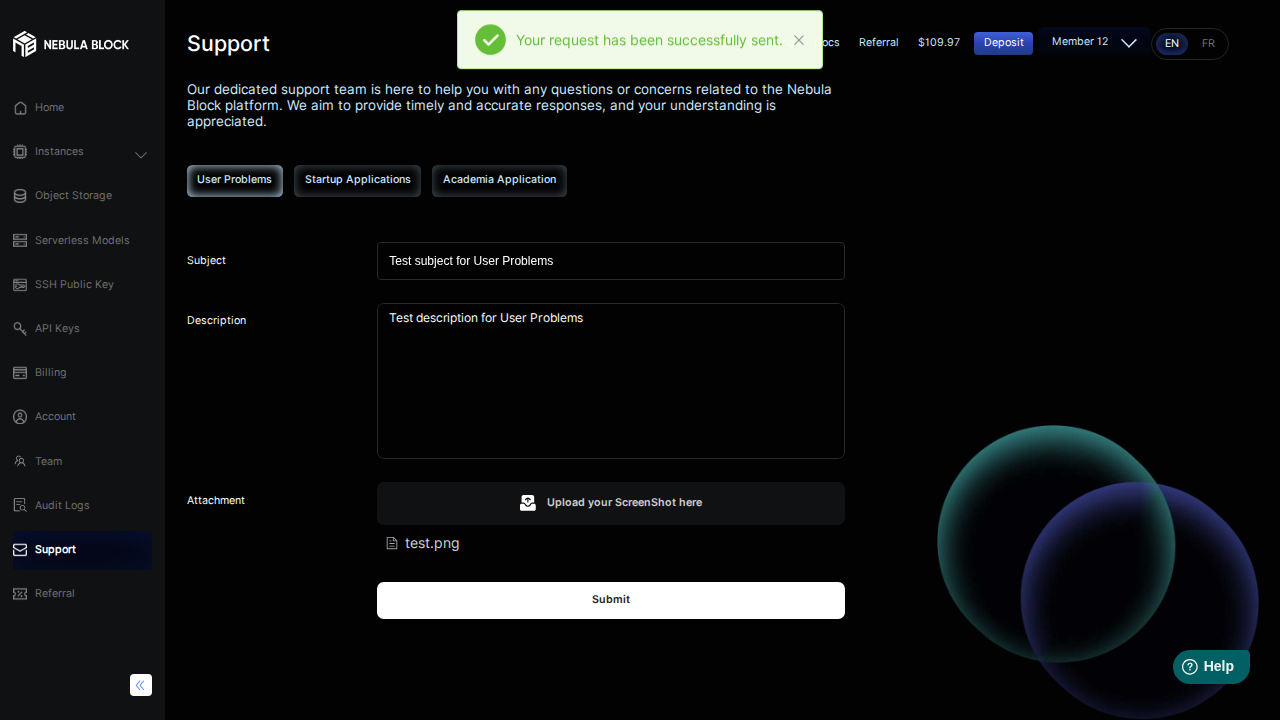 NEBULA BLOCK
Home
Instances
Object Storage
Serverless Models
SSH Public Key
API Keys
Billing
Account
Team
Audit Logs
Support
Referral
Support
Your request has been successfully sent.
Referral
$109.97
Deposit
Member 12
EN
FR
Our dedicated support team is here to help you with any questions or concerns related to the Nebula
Block platform. We aim to provide timely and accurate responses, and your understanding is
appreciated.
User Problems
Startup Applications
Academia Application
Subject
Test subject for User Problems
Description
Test description for User Problems
Attachment
Upload your ScreenShot here
test.png
Submit
Help